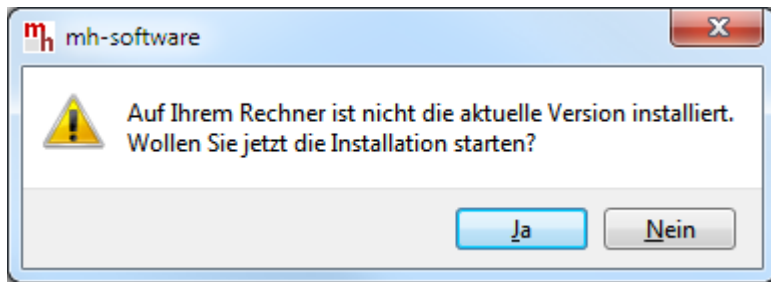 mh mh-software
Auf Ihrem Rechner ist nicht die aktuelle Version installiert.
Wollen Sie jetzt die Installation starten?
Ja Nein